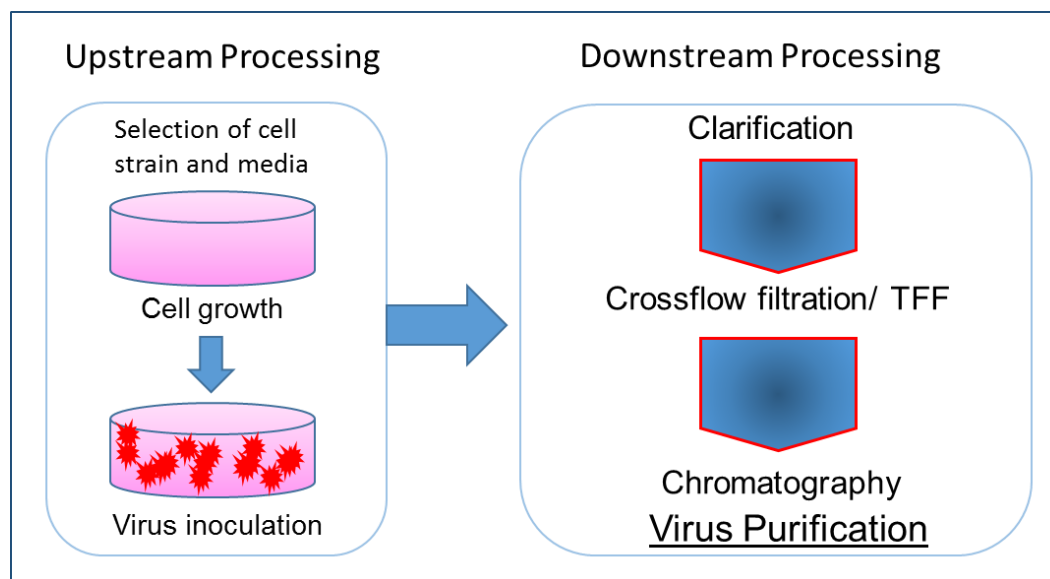 Upstream Processing
Selection of cell
strain and media
Cell growth
Virus inoculation
Downstream Processing
Clarification
Crossflow filtration/ TFF
Chromatography
Virus Purification